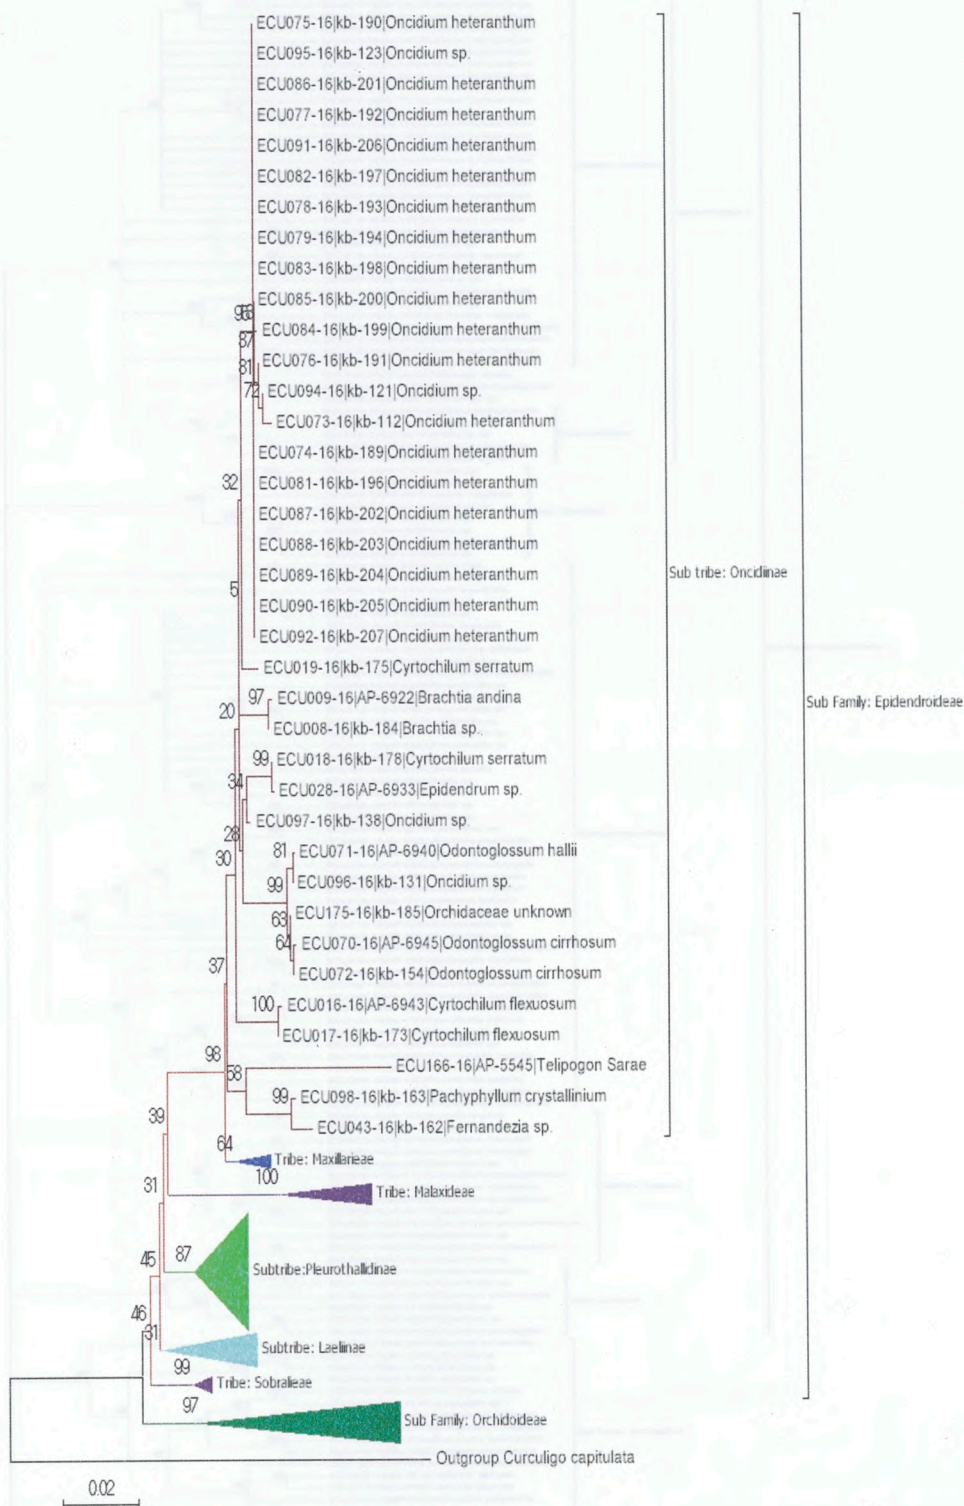 ECU075-16|kb-190|Oncidium heteranthum
ECU095-16|kb-123|Oncidium sp.
ECU086-16|kb-201|Oncidium heteranthum
ECU077-16|kb-192|Oncidium heteranthum
ECU091-16|kb-206|Oncidium heteranthum
ECU082-16|kb-197|Oncidium heteranthum
ECU078-16|kb-193|Oncidium heteranthum
ECU079-16|kb-194|Oncidium heteranthum
ECU083-16|kb-198|Oncidium heteranthum
ECU085-16|kb-200|Oncidium heteranthum
ECU084-16|kb-199|Oncidium heteranthum
87
ECU076-16|kb-191|Oncidium heteranthum
81
ECU094-16|kb-121|Oncidium sp.
72
ECU073-16|kb-112|Oncidium heteranthum
ECU074-16|kb-189|Oncidium heteranthum
32
ECU081-16|kb-196|Oncidium heteranthum
ECU087-16|kb-202|Oncidium heteranthum
ECU088-16|kb-203|Oncidium heteranthum
ECU089-16|kb-204|Oncidium heteranthum
Sub tribe: Oncidiinae
5
ECU090-16|kb-205|Oncidium heteranthum
ECU092-16|kb-207|Oncidium heteranthum
ECU019-16|kb-175|Cyrtochilum serratum
97
ECU009-16|AP-6922|Brachtia andina
Sub Family: Epidendroideae
20
ECU008-16|kb-184|Brachtia sp.
99
ECU018-16|kb-178|Cyrtochilum serratum
34
ECU028-16|AP-6933|Epidendrum sp.
ECU097-16|kb-138|Oncidium sp.
28
81
ECU071-16|AP-6940|Odontoglossum hallii
30
99
ECU096-16|kb-131|Oncidium sp.
63
ECU175-16|kb-185|Orchidaceae unknown
64
ECU070-16|AP-6945|Odontoglossum cirrhosum
37
ECU072-16|kb-154|Odontoglossum cirrhosum
100
ECU016-16|AP-6943|Cyrtochilum flexuosum
ECU017-16|kb-173|Cyrtochilum flexuosum
98
58
ECU166-16|AP-5545|Telipogon Sarae
99
ECU098-16|kb-163|Pachyphyllum crystallinium
39
ECU043-16|kb-162|Fernandezia sp.
64
Tribe: Maxillarieae
31
100
Tribe: Malaxideae
45
87
Subtribe:Pleurothallidinae
46
31
Subtribe: Laeliinae
99
Tribe: Sobralieae
97
Sub Family: Orchidoideae
Outgroup Curculigo capitulata
0.02